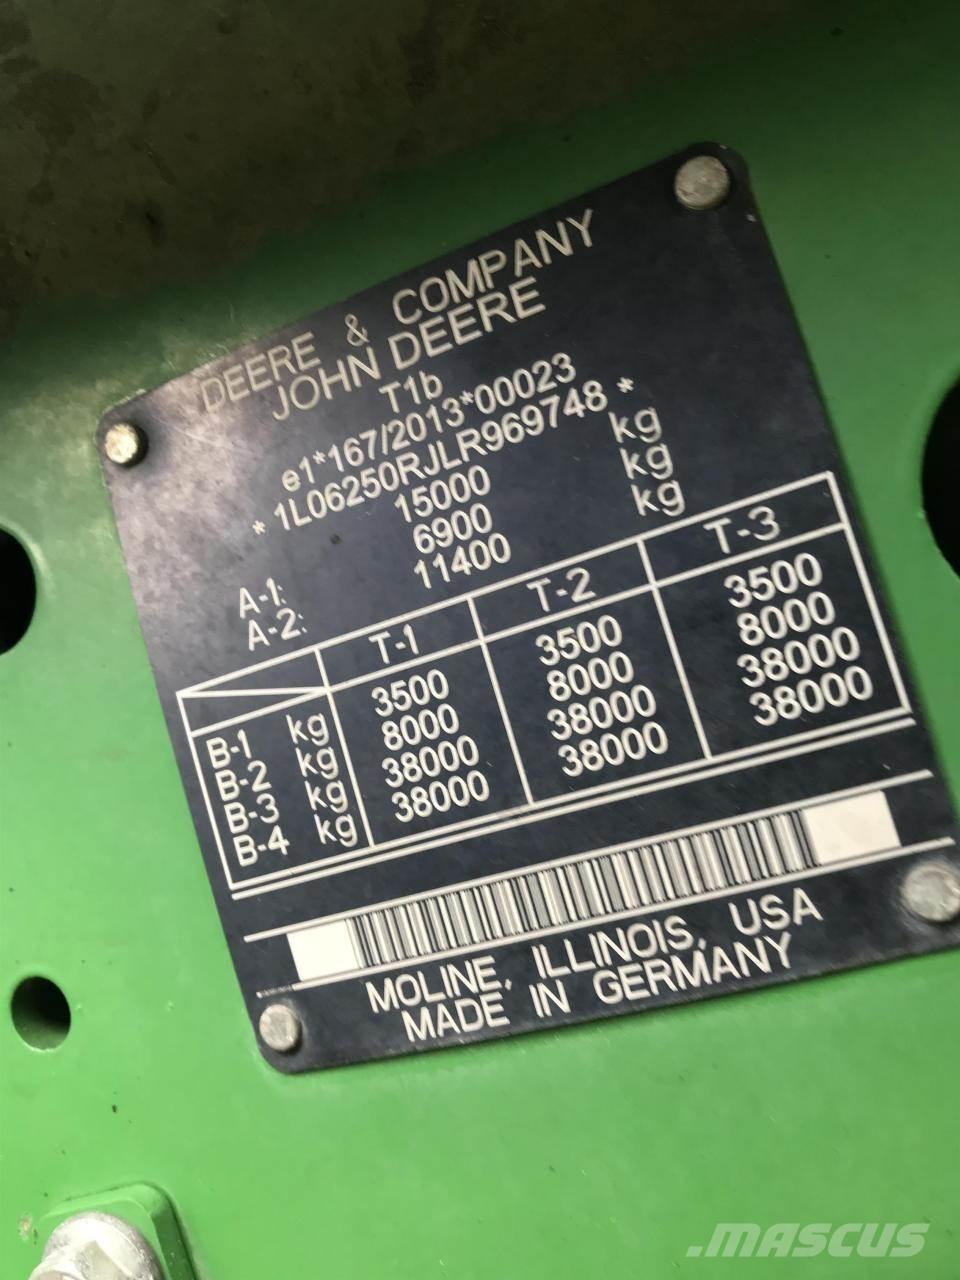 DEERE & COMPANY
JOHN DEERE
T1b
e1*167/2013*00023
* 1L06250RJLR969748 *
15000 kg
A-1: 6900 kg
A-2: 11400 kg
T-1 T-2 T-3
B-1 kg 3500 3500 3500
B-2 kg 8000 8000 8000
B-3 kg 38000 38000 38000
B-4 kg 38000 38000 38000
MOLINE, ILLINOIS, USA
MADE IN GERMANY
.MASCUS